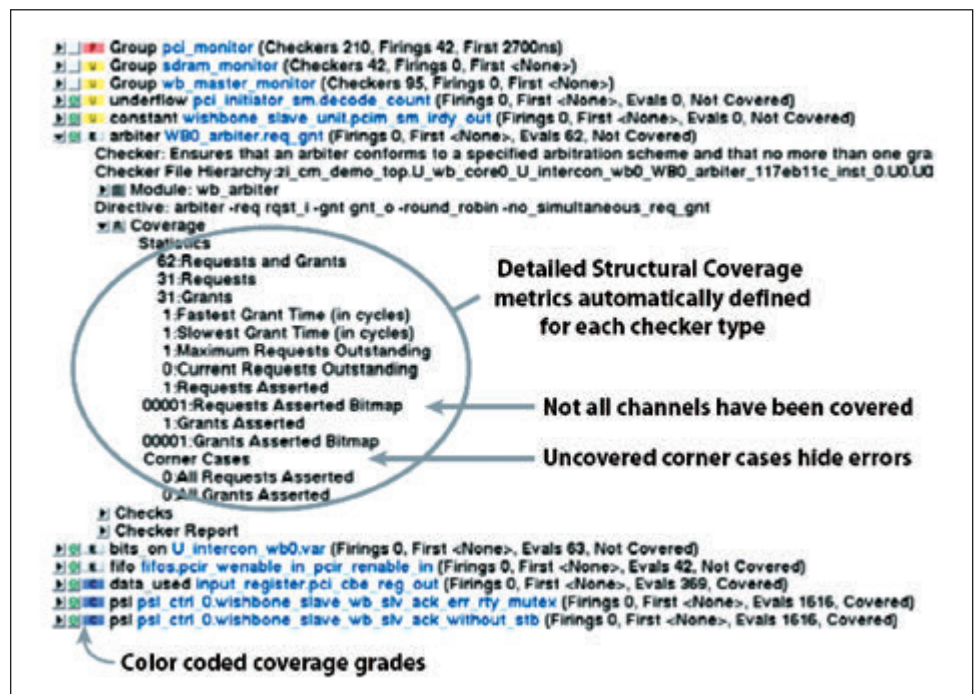 Group pci_monitor (Checkers 210, Firings 42, First 2700ns)
Group sdram_monitor (Checkers 42, Firings 0, First <None>)
Group wb_master_monitor (Checkers 95, Firings 0, First <None>)
underflow pci_initiator_sm.decode_count (Firings 0, First <None>, Evals 0, Not Covered)
constant wishbone_slave_unit.pcim_sm_irdy_out (Firings 0, First <None>, Evals 0, Not Covered)
arbiter WB0_arbiter.req_gnt (Firings 0, First <None>, Evals 62, Not Covered)
Checker: Ensures that an arbiter conforms to a specified arbitration scheme and that no more than one gra
Checker File Hierarchy:zi_cm_demo_top.U_wb_core0_U_intercon_wb0_WB0_arbiter_117eb11c_inst_0.U0.U0
Module: wb_arbiter
Directive: arbiter -req rqst_i -gnt gnt_o -round_robin -no_simultaneous_req_gnt
Coverage
Statistics
62:Requests and Grants
31:Requests
31:Grants
1:Fastest Grant Time (in cycles)
1:Slowest Grant Time (in cycles)
1:Maximum Requests Outstanding
0:Current Requests Outstanding
1:Requests Asserted
00001:Requests Asserted Bitmap
1:Grants Asserted
00001:Grants Asserted Bitmap
Corner Cases
0:All Requests Asserted
0:All Grants Asserted
Detailed Structural Coverage
metrics automatically defined
for each checker type
Not all channels have been covered
Uncovered corner cases hide errors
Checks
Checker Report
bits_on U_intercon_wb0.var (Firings 0, First <None>, Evals 63, Not Covered)
fifo fifos.pcir_wenable_in_pcir_renable_in (Firings 0, First <None>, Evals 42, Not Covered)
data_used input_register.pci_cbe_reg_out (Firings 0, First <None>, Evals 369, Covered)
psl psl_ctrl_0.wishbone_slave_wb_slv_ack_err_rty_mutex (Firings 0, First <None>, Evals 1616, Covered)
psl psl_ctrl_0.wishbone_slave_wb_slv_ack_without_stb (Firings 0, First <None>, Evals 1616, Covered)
Color coded coverage grades